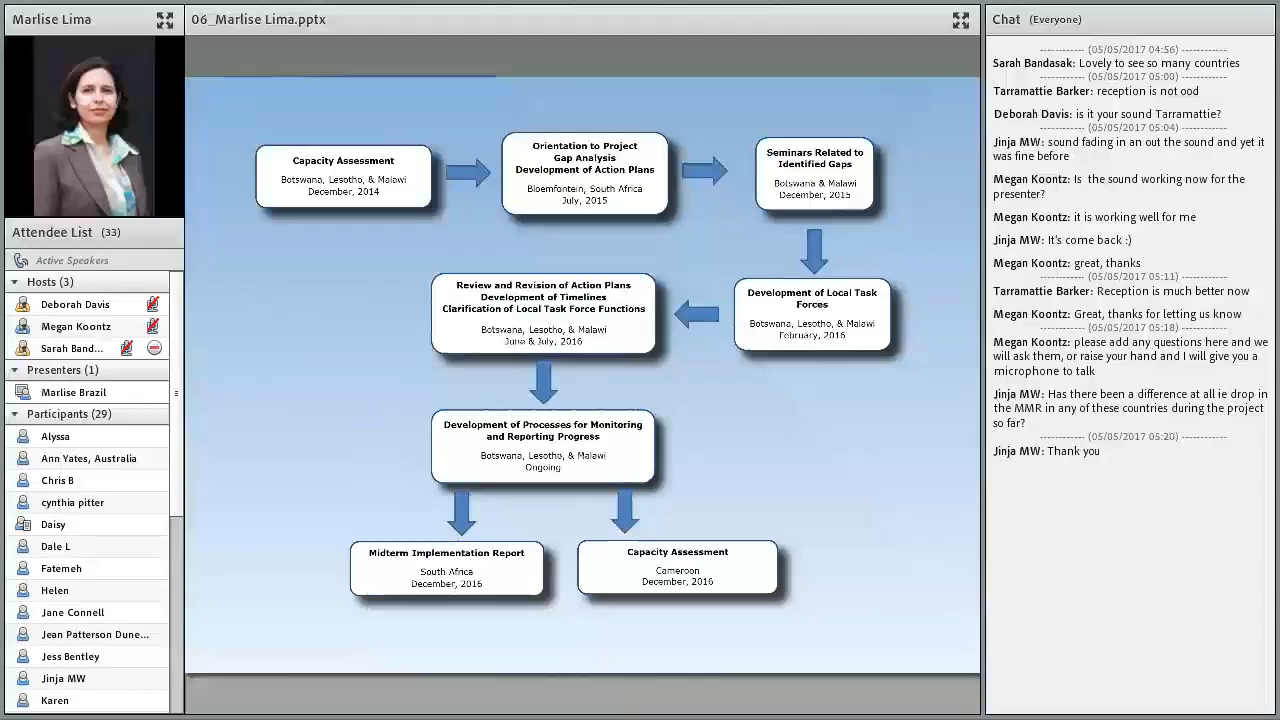 Marlise Lima
Attendee List (33)
Active Speakers
Hosts (3)
Deborah Davis
Megan Koontz
Sarah Band...
Presenters (1)
Marlise Brazil
Participants (29)
Alyssa
Ann Yates, Australia
Chris B
cynthia pitter
Daisy
Dale L
Fatemeh
Helen
Jane Connell
Jean Patterson Dune...
Jess Bentley
Jinja MW
Karen
06_Marlise Lima.pptx
Capacity Assessment
Botswana, Lesotho, & Malawi
December, 2014
Orientation to Project
Gap Analysis
Development of Action Plans
Bloemfontein, South Africa
July, 2015
Seminars Related to
Identified Gaps
Botswana & Malawi
December, 2015
Development of Local Task
Forces
Botswana, Lesotho, & Malawi
February, 2016
Review and Revision of Action Plans
Development of Timelines
Clarification of Local Task Force Functions
Botswana, Lesotho, & Malawi
June & July, 2016
Development of Processes for Monitoring
and Reporting Progress
Botswana, Lesotho, & Malawi
Ongoing
Midterm Implementation Report
South Africa
December, 2016
Capacity Assessment
Cameroon
December, 2016
Chat (Everyone)
------------ (05/05/2017 04:56) ------------
Sarah Bandasak: Lovely to see so many countries
------------ (05/05/2017 05:00) ------------
Tarramattie Barker: reception is not ood
Deborah Davis: is it your sound Tarramattie?
------------ (05/05/2017 05:04) ------------
Jinja MW: sound fading in an out the sound and yet it
was fine before
Megan Koontz: Is the sound working now for the
presenter?
Megan Koontz: it is working well for me
Jinja MW: It's come back :)
Megan Koontz: great, thanks
------------ (05/05/2017 05:11) ------------
Tarramattie Barker: Reception is much better now
Megan Koontz: Great, thanks for letting us know
------------ (05/05/2017 05:18) ------------
Megan Koontz: please add any questions here and we
will ask them, or raise your hand and I will give you a
microphone to talk
Jinja MW: Has there been a difference at all ie drop in
the MMR in any of these countries during the project
so far?
------------ (05/05/2017 05:20) ------------
Jinja MW: Thank you